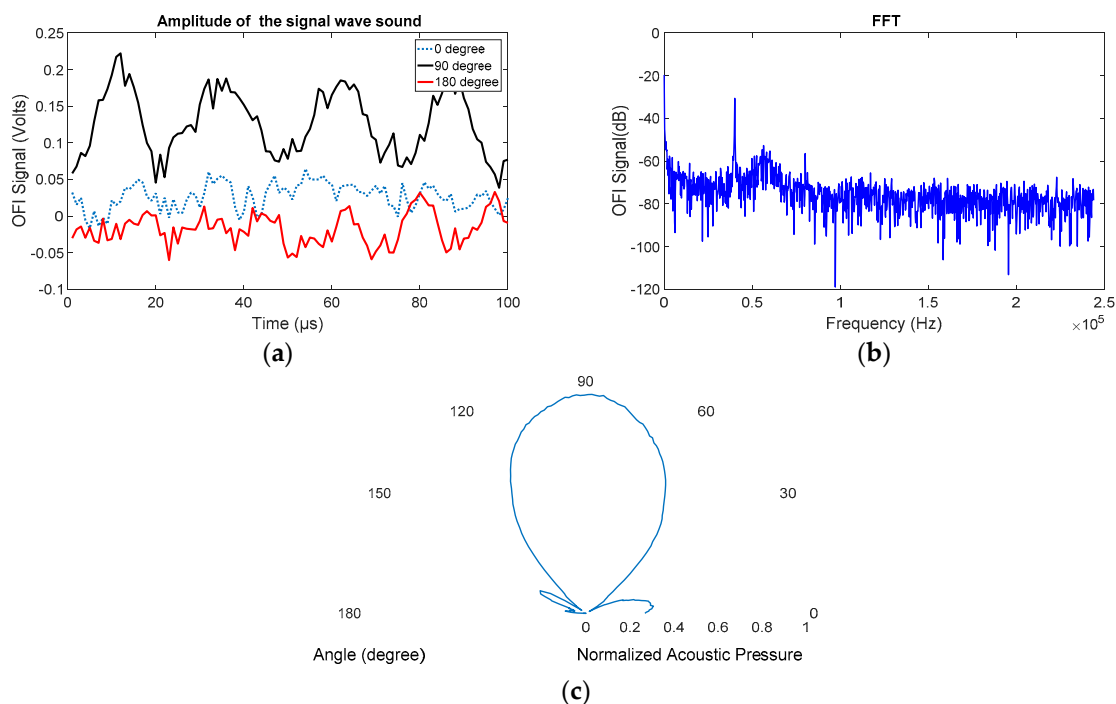 Amplitude of the signal wave sound
0.25
0.2
0.15
0.1
0.05
0
-0.05
-0.1
OFI Signal (Volts)
0 degree
90 degree
180 degree
0 20 40 60 80 100
Time (µs)
(a)
FFT
0
-20
-40
-60
-80
-100
-120
OFI Signal(dB)
0 0.5 1 1.5 2 2.5
×10⁵
Frequency (Hz)
(b)
90
120 60
150 30
180 0
0 0.2 0.4 0.6 0.8 1
Angle (degree) Normalized Acoustic Pressure
(c)